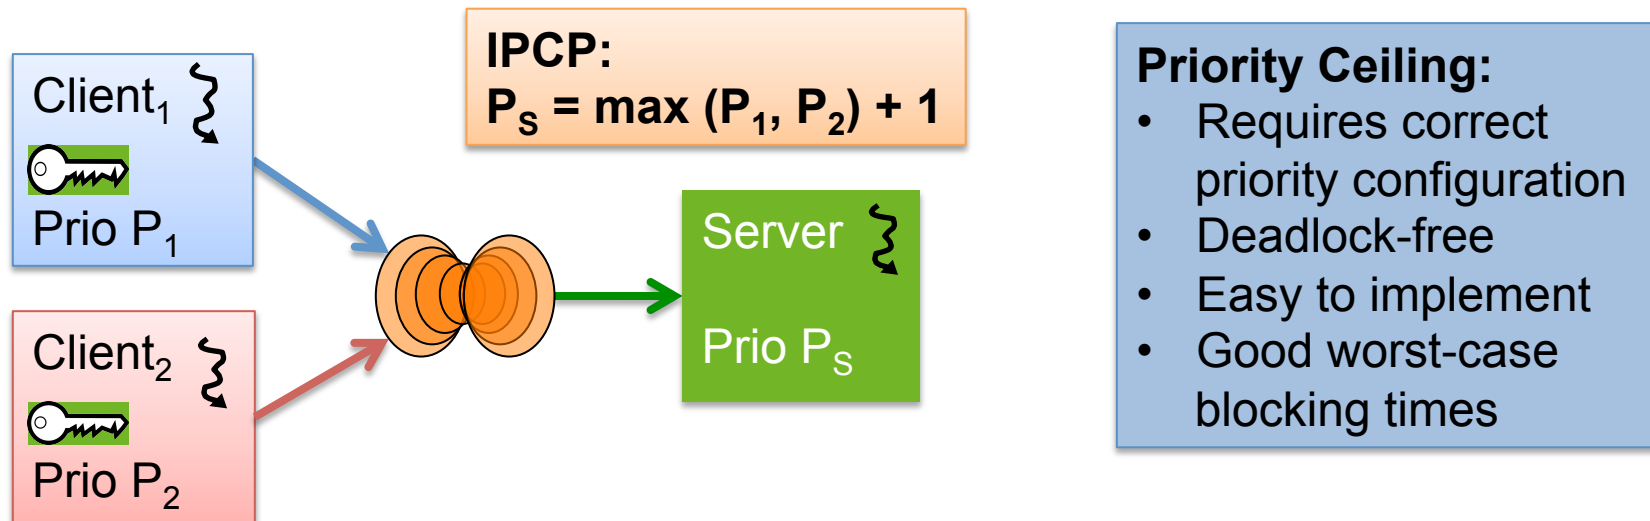 Client₁
Prio P₁
Client₂
Prio P₂
IPCP:
Pₛ = max (P₁, P₂) + 1
Server
Prio Pₛ
Priority Ceiling:
• Requires correct
priority configuration
• Deadlock-free
• Easy to implement
• Good worst-case
blocking times